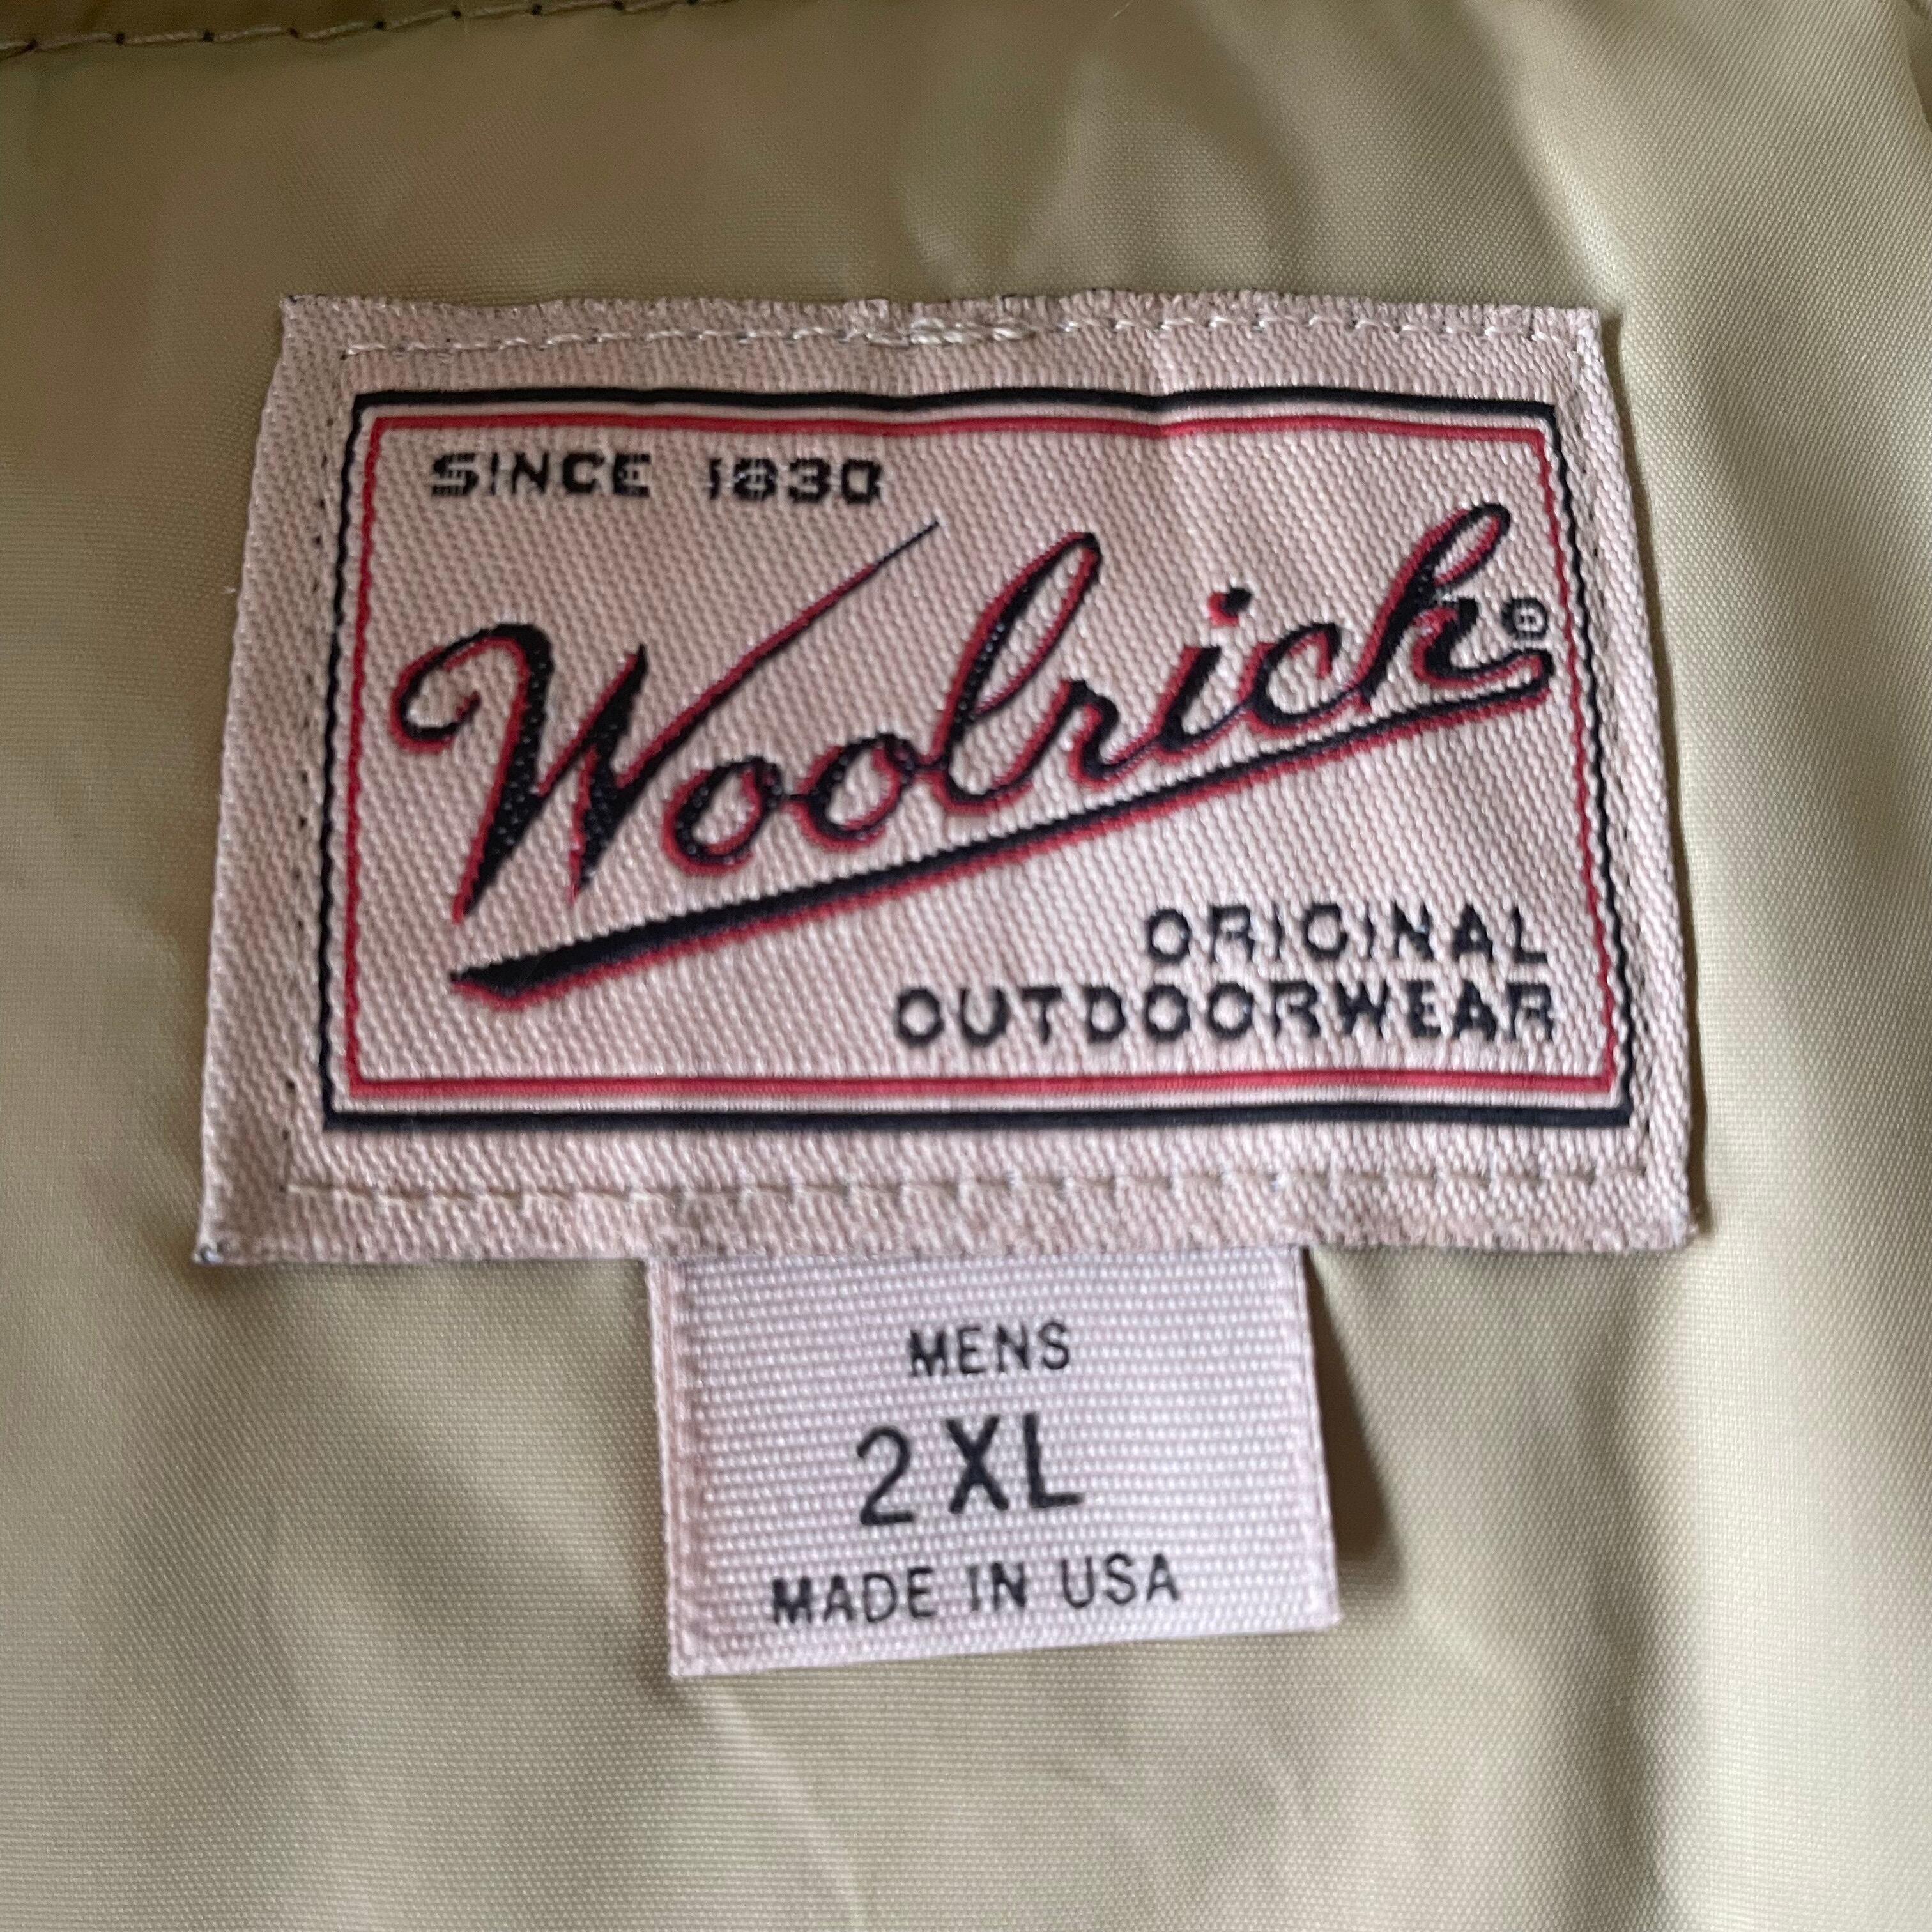 SINCE 1830
Woolrich®
ORIGINAL
OUTDOORWEAR
MENS
2XL
MADE IN USA